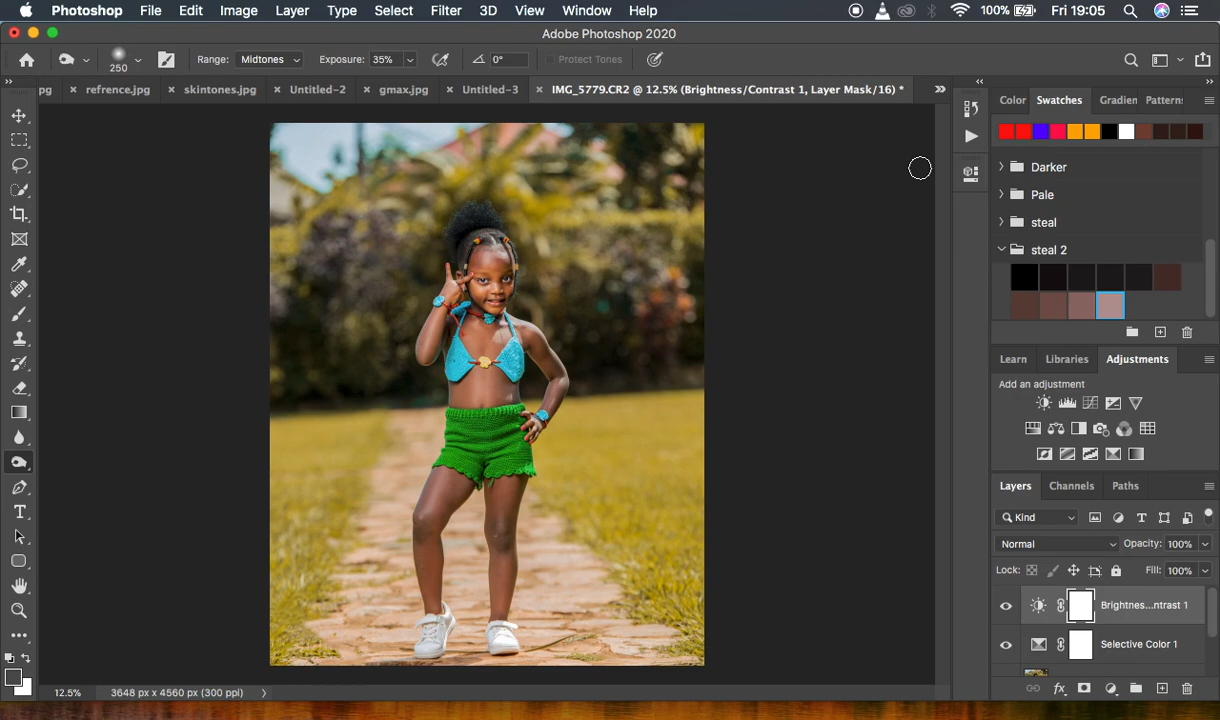 Photoshop File Edit Image Layer Type Select Filter 3D View Window Help 100% Fri 19:05
Adobe Photoshop 2020
250 Range: Midtones Exposure: 35% 0° Protect Tones
pg × refrence.jpg × skintones.jpg × Untitled-2 × gmax.jpg × Untitled-3 × IMG_5779.CR2 @ 12.5% (Brightness/Contrast 1, Layer Mask/16) * »
Color Swatches Gradien Pattern:
Darker
Pale
steal
steal 2
Learn Libraries Adjustments
Add an adjustment
Layers Channels Paths
Kind
Normal Opacity: 100%
Lock: Fill: 100%
Brightnes...ntrast 1
Selective Color 1
12.5% 3648 px x 4560 px (300 ppi)
fx